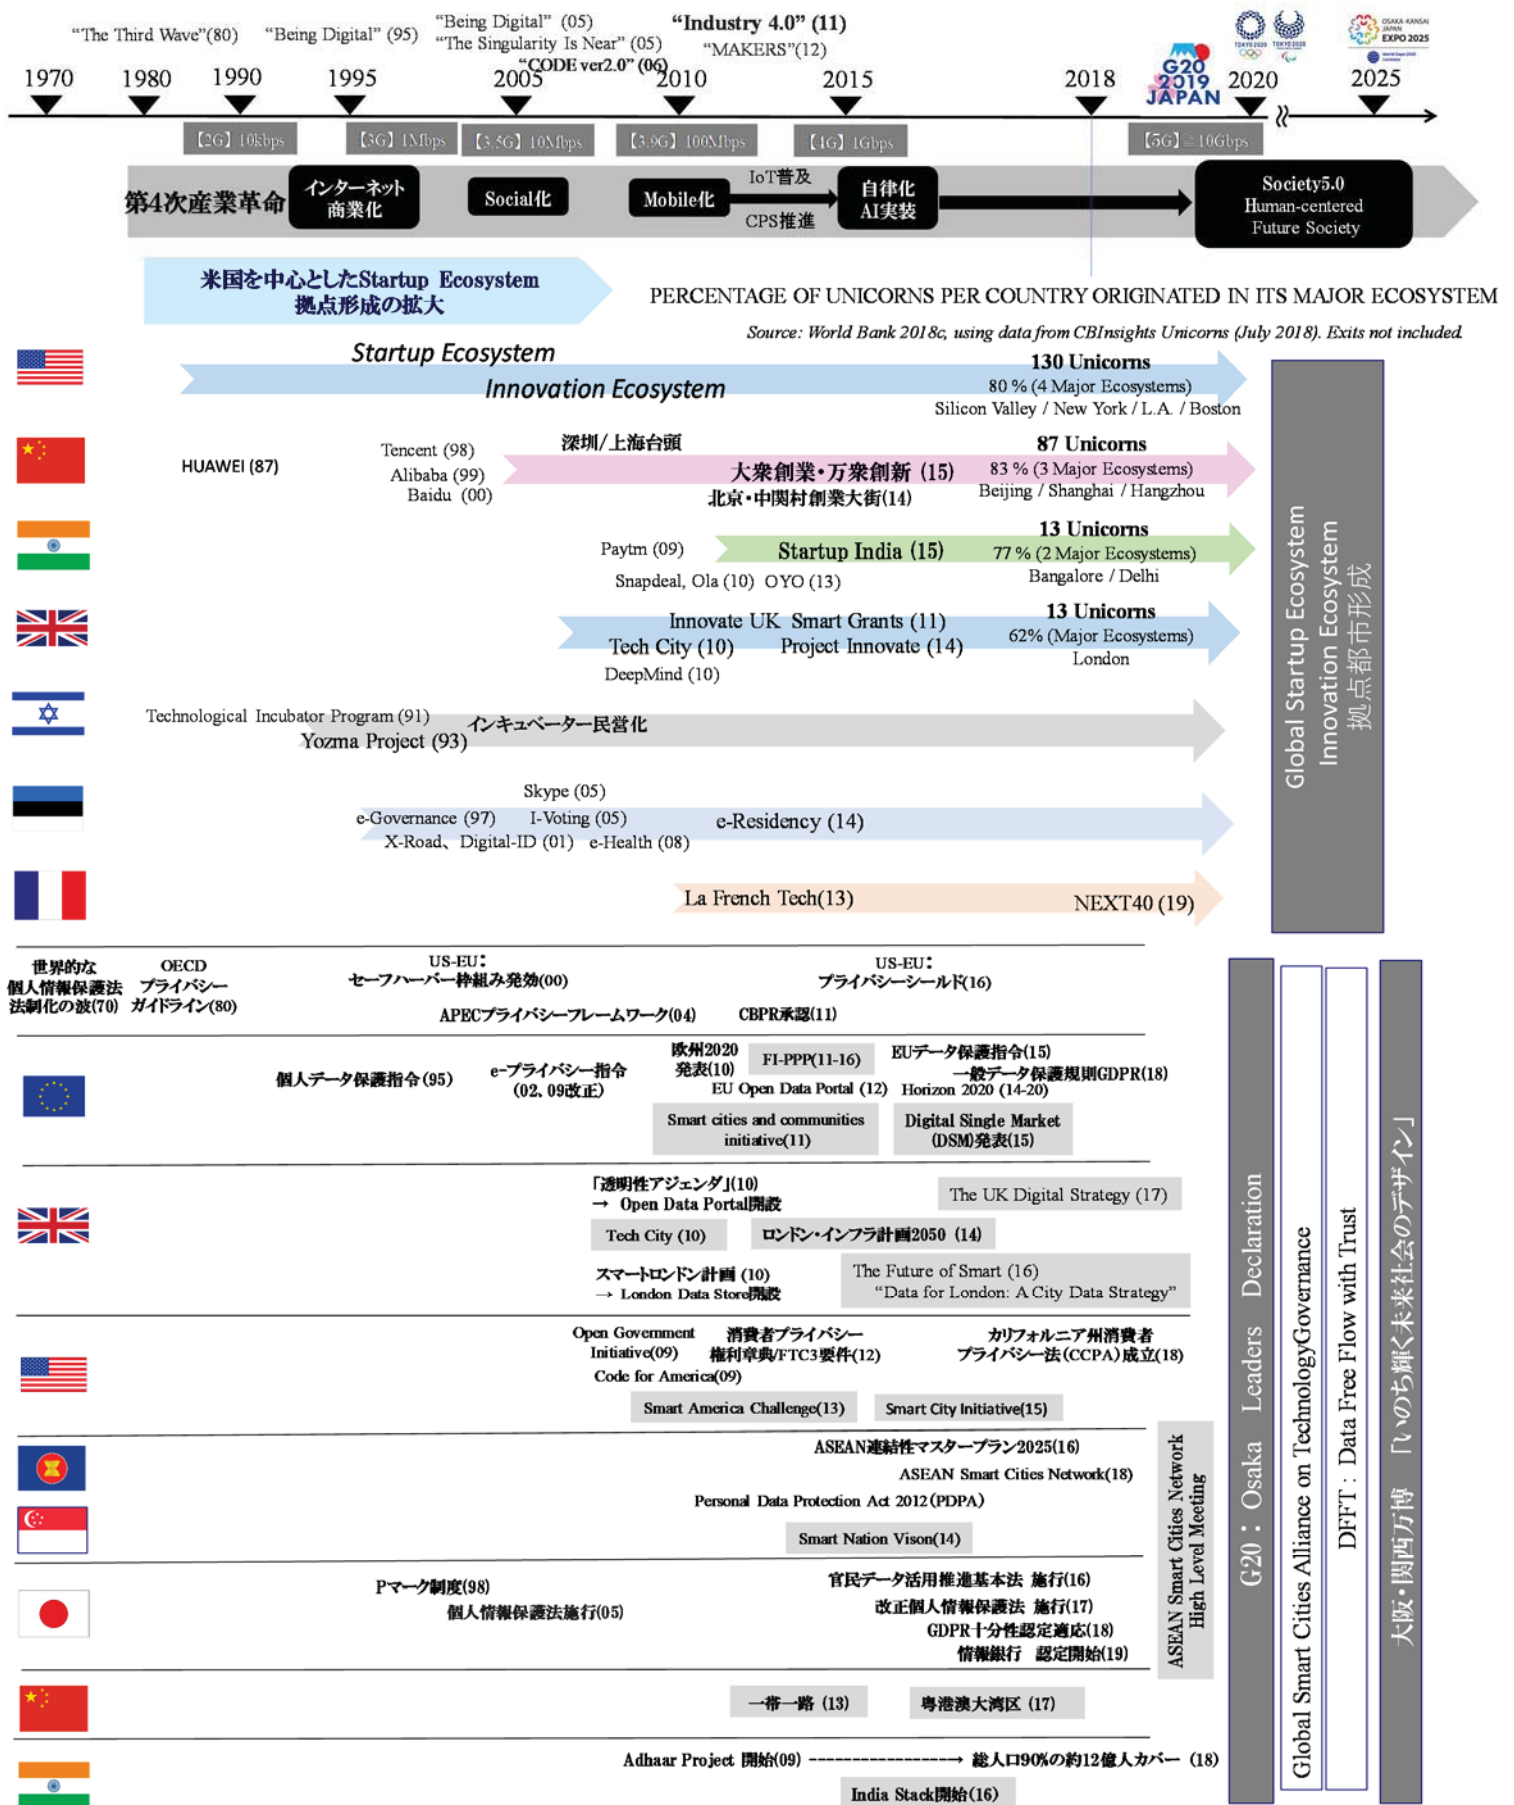 "The Third Wave"(80)
"Being Digital" (95)
"Being Digital" (05)
"The Singularity Is Near" (05)
"CODE ver2.0" (06)
"Industry 4.0" (11)
"MAKERS"(12)
1970
1980
1990
1995
2005
2010
2015
2018
G20
2019
JAPAN
TOKYO 2020
TOKYO 2020
2020
OSAKA-KANSAI
JAPAN
EXPO 2025
2025
【2G】10kbps
【3G】1Mbps
【3.5G】10Mbps
【3.9G】100Mbps
【4G】1Gbps
【5G】≧10Gbps
第4次産業革命
インターネット
商業化
Social化
Mobile化
IoT普及
CPS推進
自律化
AI実装
Society5.0
Human-centered
Future Society
米国を中心としたStartup Ecosystem
拠点形成の拡大
PERCENTAGE OF UNICORNS PER COUNTRY ORIGINATED IN ITS MAJOR ECOSYSTEM
Source: World Bank 2018c, using data from CBInsights Unicorns (July 2018). Exits not included.
Startup Ecosystem
Innovation Ecosystem
130 Unicorns
80 % (4 Major Ecosystems)
Silicon Valley / New York / L.A. / Boston
HUAWEI (87)
Tencent (98)
Alibaba (99)
Baidu (00)
深圳/上海台頭
大衆創業・万衆創新 (15)
北京・中関村創業大街(14)
87 Unicorns
83 % (3 Major Ecosystems)
Beijing / Shanghai / Hangzhou
Paytm (09)
Snapdeal, Ola (10) OYO (13)
Startup India (15)
13 Unicorns
77 % (2 Major Ecosystems)
Bangalore / Delhi
Innovate UK Smart Grants (11)
Tech City (10)
Project Innovate (14)
DeepMind (10)
13 Unicorns
62% (Major Ecosystems)
London
Technological Incubator Program (91)
Yozma Project (93)
インキュベーター民営化
Skype (05)
e-Governance (97)
I-Voting (05)
X-Road、Digital-ID (01)
e-Health (08)
e-Residency (14)
La French Tech(13)
NEXT40 (19)
Global Startup Ecosystem
Innovation Ecosystem
拠点都市形成
世界的な
個人情報保護法
法制化の波(70)
OECD
プライバシー
ガイドライン(80)
US-EU：
セーフハーバー枠組み発効(00)
APECプライバシーフレームワーク(04)
CBPR承認(11)
US-EU：
プライバシーシールド(16)
個人データ保護指令(95)
e-プライバシー指令
(02、09改正)
欧州2020
発表(10)
FI-PPP(11-16)
EU Open Data Portal (12)
EUデータ保護指令(15)
一般データ保護規則GDPR(18)
Horizon 2020 (14-20)
Smart cities and communities
initiative(11)
Digital Single Market
(DSM)発表(15)
「透明性アジェンダ」(10)
→ Open Data Portal開設
The UK Digital Strategy (17)
Tech City (10)
ロンドン・インフラ計画2050 (14)
スマートロンドン計画 (10)
→ London Data Store開設
The Future of Smart (16)
"Data for London: A City Data Strategy"
Open Government
Initiative(09)
Code for America(09)
消費者プライバシー
権利章典/FTC3要件(12)
カリフォルニア州消費者
プライバシー法(CCPA)成立(18)
Smart America Challenge(13)
Smart City Initiative(15)
ASEAN連結性マスタープラン2025(16)
ASEAN Smart Cities Network(18)
Personal Data Protection Act 2012 (PDPA)
Smart Nation Vison(14)
Pマーク制度(98)
個人情報保護法施行(05)
官民データ活用推進基本法 施行(16)
改正個人情報保護法 施行(17)
GDPR十分性認定適応(18)
情報銀行 認定開始(19)
一帯一路 (13)
粤港澳大湾区 (17)
Adhaar Project 開始(09) ------------------→ 総人口90%の約12億人カバー (18)
India Stack開始(16)
ASEAN Smart Cities Network
High Level Meeting
G20：Osaka Leaders Declaration
Global Smart Cities Alliance on TechnologyGovernance
DFFT：Data Free Flow with Trust
大阪・関西万博 「いのち輝く未来社会のデザイン」